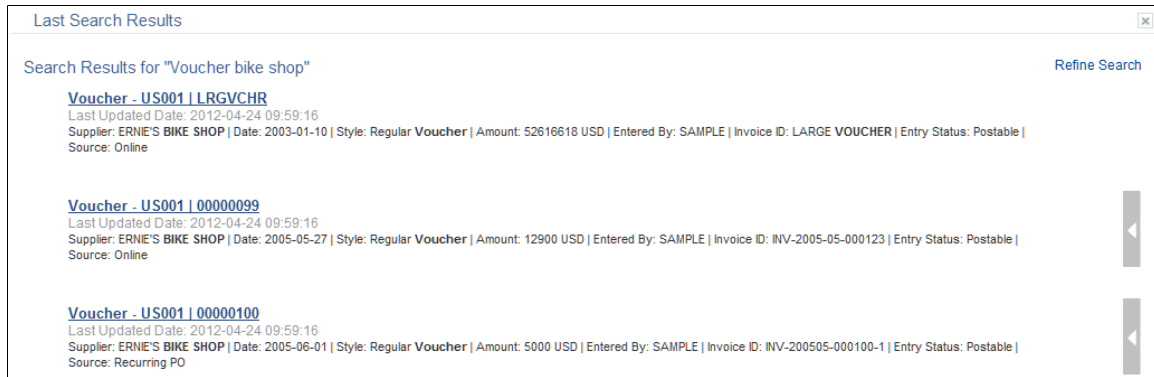 Last Search Results
Search Results for "Voucher bike shop"
Refine Search
Voucher - US001 | LRGVCHR
Last Updated Date: 2012-04-24 09:59:16
Supplier: ERNIE'S BIKE SHOP | Date: 2003-01-10 | Style: Regular Voucher | Amount: 52616618 USD | Entered By: SAMPLE | Invoice ID: LARGE VOUCHER | Entry Status: Postable |
Source: Online
Voucher - US001 | 00000099
Last Updated Date: 2012-04-24 09:59:16
Supplier: ERNIE'S BIKE SHOP | Date: 2005-05-27 | Style: Regular Voucher | Amount: 12900 USD | Entered By: SAMPLE | Invoice ID: INV-2005-05-000123 | Entry Status: Postable |
Source: Online
Voucher - US001 | 00000100
Last Updated Date: 2012-04-24 09:59:16
Supplier: ERNIE'S BIKE SHOP | Date: 2005-06-01 | Style: Regular Voucher | Amount: 5000 USD | Entered By: SAMPLE | Invoice ID: INV-200505-000100-1 | Entry Status: Postable |
Source: Recurring PO